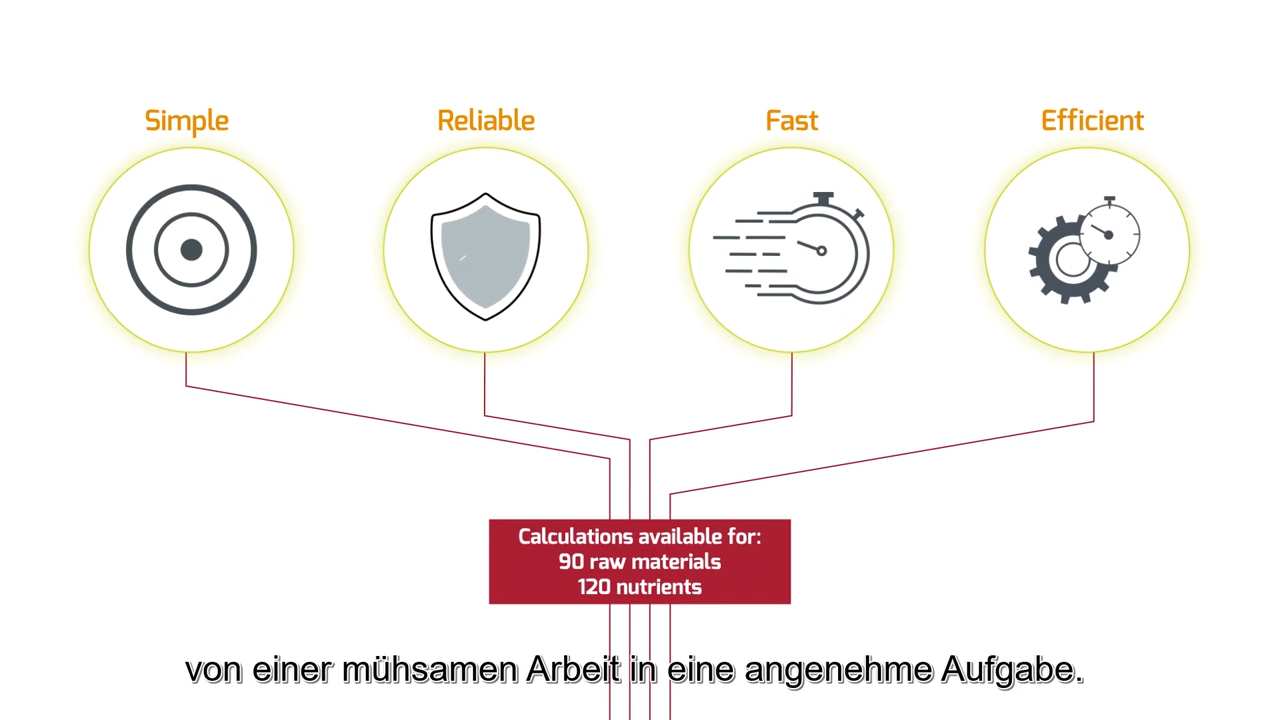 Simple
Reliable
Fast
Efficient
Calculations available for:
90 raw materials
120 nutrients
von einer mühsamen Arbeit in eine angenehme Aufgabe.